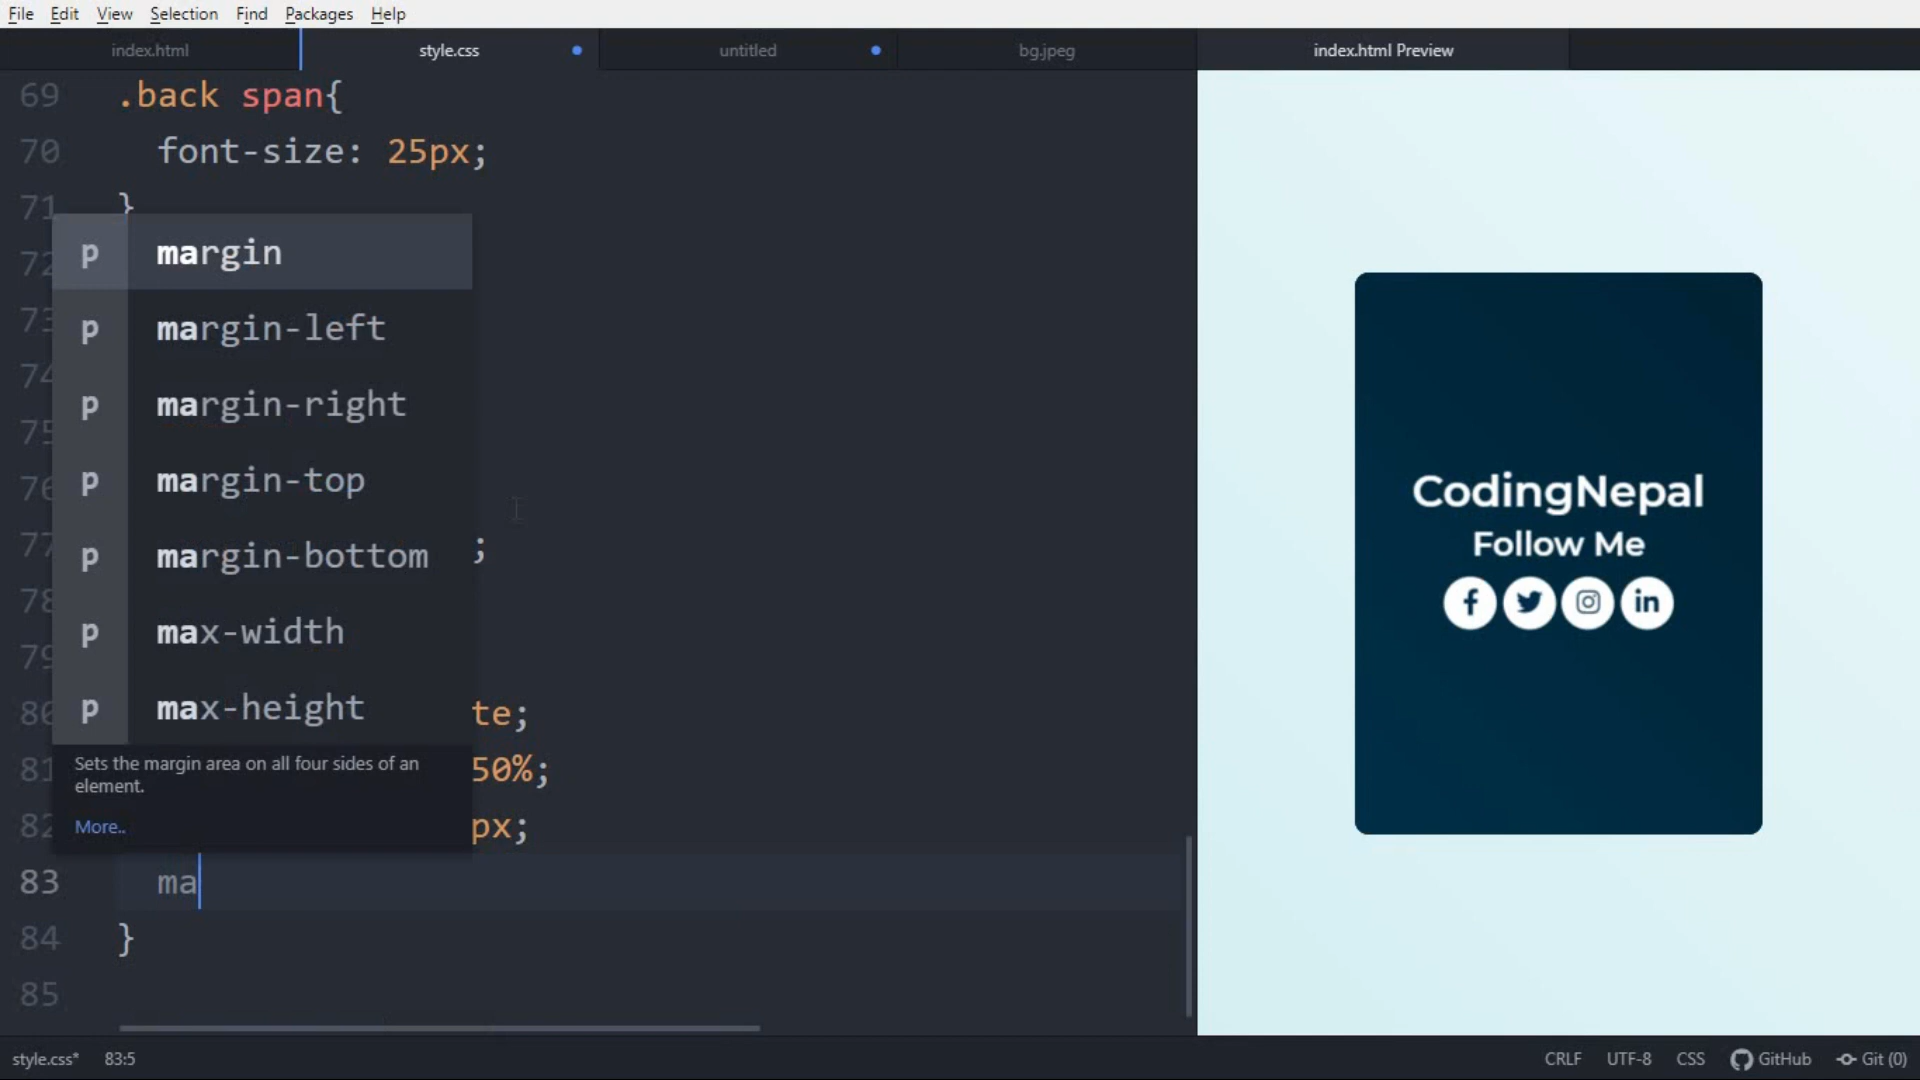 File Edit View Selection Find Packages Help
index.html style.css untitled bg.jpeg index.html Preview
69 .back span{
70 font-size: 25px;
71 }
p margin
p margin-left
p margin-right
p margin-top
p margin-bottom ;
p max-width
p max-height te;
Sets the margin area on all four sides of an 50%;
element.
More.. px;
83 ma
84 }
85
CodingNepal
Follow Me
f in
style.css* 83:5 CRLF UTF-8 CSS GitHub Git (0)